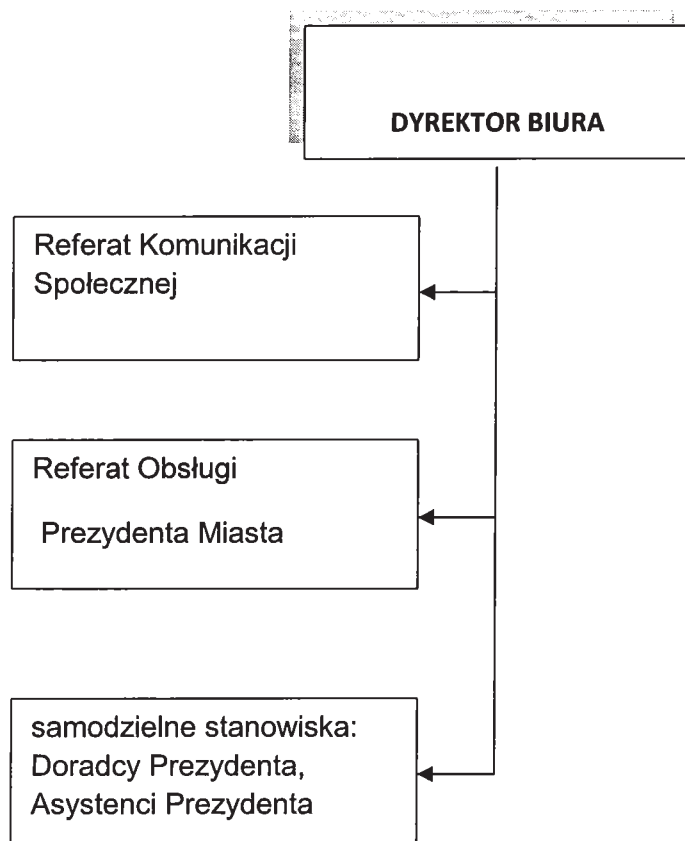 DYREKTOR BIURA
Referat Komunikacji
Społecznej
Referat Obsługi
Prezydenta Miasta
samodzielne stanowiska:
Doradcy Prezydenta,
Asystenci Prezydenta